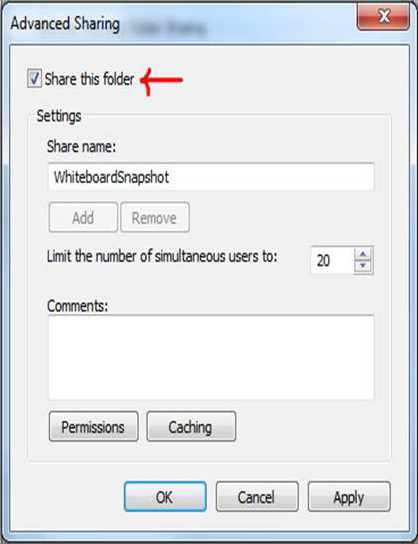 Advanced Sharing
Share this folder
Settings
Share name:
WhiteboardSnapshot
Add Remove
Limit the number of simultaneous users to: 20
Comments:
Permissions Caching
OK Cancel Apply